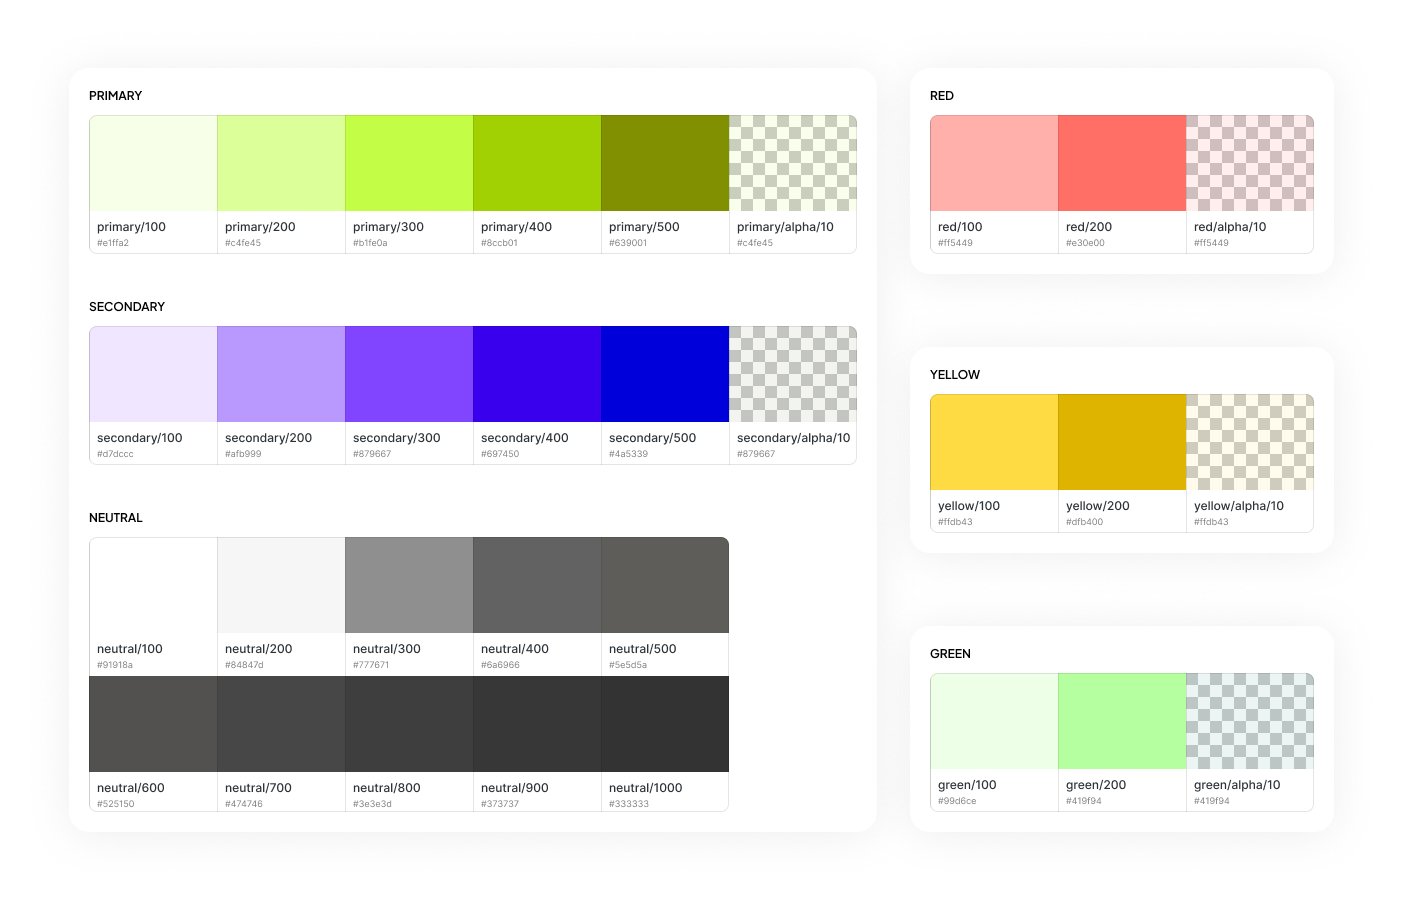 PRIMARY
primary/100 primary/200 primary/300 primary/400 primary/500 primary/alpha/10
#e1ffa2 #c4fe45 #b1fe0a #8ccb01 #639001 #c4fe45
SECONDARY
secondary/100 secondary/200 secondary/300 secondary/400 secondary/500 secondary/alpha/10
#d7dccc #afb999 #879667 #697450 #4a5339 #879667
NEUTRAL
neutral/100 neutral/200 neutral/300 neutral/400 neutral/500
#91918a #84847d #777671 #6a6966 #5e5d5a
neutral/600 neutral/700 neutral/800 neutral/900 neutral/1000
#525150 #474746 #3e3e3d #373737 #333333
RED
red/100 red/200 red/alpha/10
#ff5449 #e30e00 #ff5449
YELLOW
yellow/100 yellow/200 yellow/alpha/10
#ffdb43 #dfb400 #ffdb43
GREEN
green/100 green/200 green/alpha/10
#99d6ce #419f94 #419f94